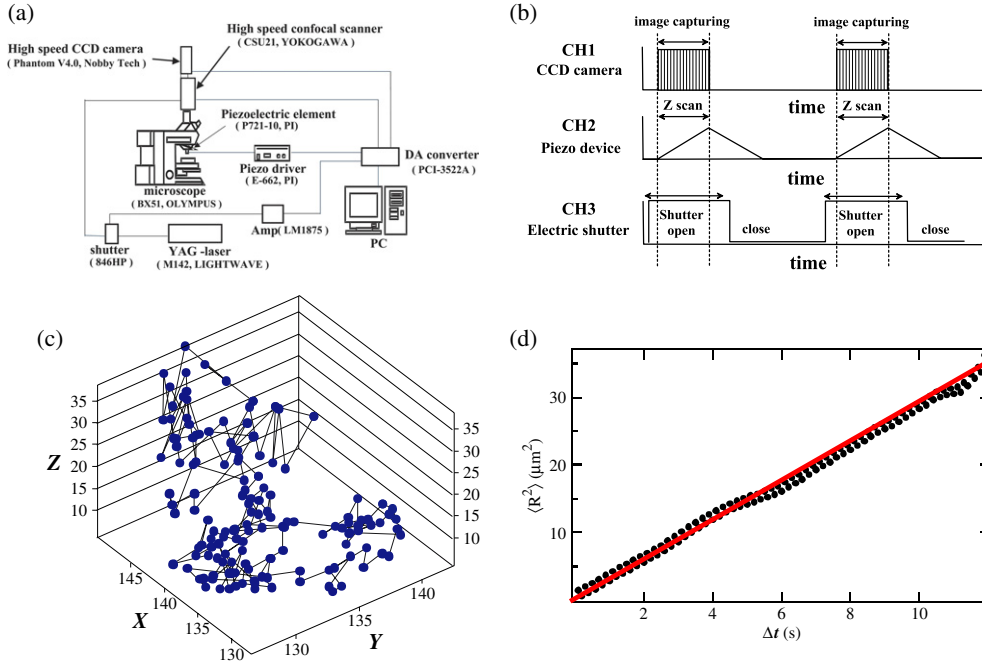 (a)
High speed confocal scanner
( CSU21, YOKOGAWA )
High speed CCD camera
( Phantom V4.0, Nobby Tech )
Piezoelectric element
( P721-10, PI )
DA converter
(PCI-3522A)
Piezo driver
( E-662, PI )
microscope
( BX51, OLYMPUS )
Amp(LM1875)
PC
shutter
( 846HP )
YAG -laser
( M142, LIGHTWAVE )
(b)
image capturing
image capturing
CH1
CCD camera
time
Z scan
Z scan
CH2
Piezo device
time
CH3
Electric shutter
Shutter
open
close
Shutter
open
close
time
(c)
35
30
25
20
15
10
Z
35
30
25
20
15
10
145
140
135
130
X
130
135
140
Y
(d)
30
20
10
⟨R²⟩ (μm²)
2
4
6
8
10
Δt (s)